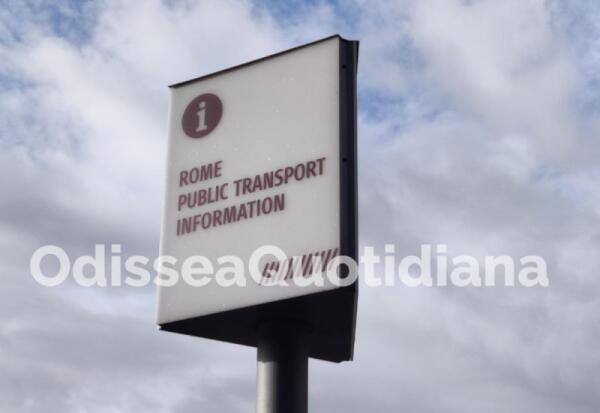 i
ROME
PUBLIC TRANSPORT
INFORMATION
OdisseaQuotidiana